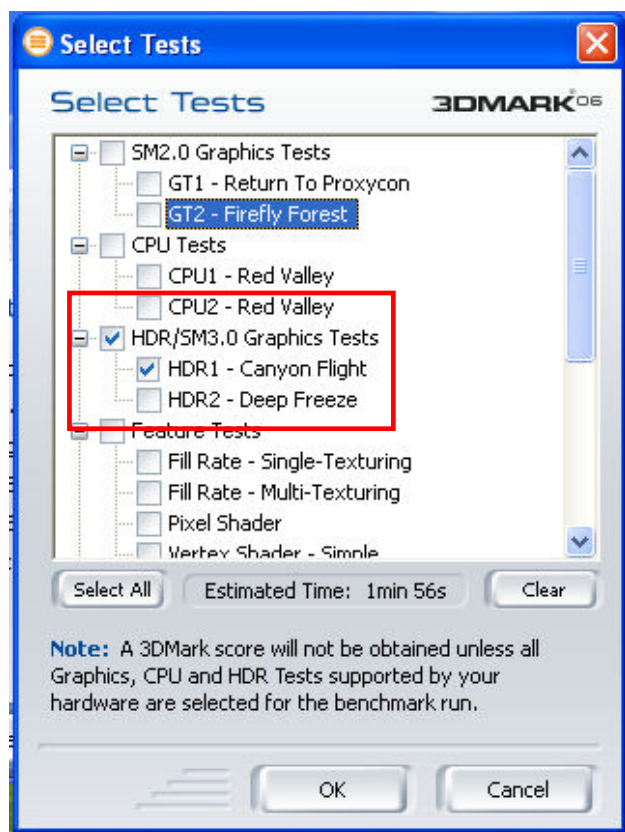 Select Tests
Select Tests 3DMARK®06
SM2.0 Graphics Tests
GT1 - Return To Proxycon
GT2 - Firefly Forest
CPU Tests
CPU1 - Red Valley
CPU2 - Red Valley
HDR/SM3.0 Graphics Tests
HDR1 - Canyon Flight
HDR2 - Deep Freeze
Feature Tests
Fill Rate - Single-Texturing
Fill Rate - Multi-Texturing
Pixel Shader
Vertex Shader - Simple
Select All Estimated Time: 1min 56s Clear
Note: A 3DMark score will not be obtained unless all
Graphics, CPU and HDR Tests supported by your
hardware are selected for the benchmark run.
OK Cancel